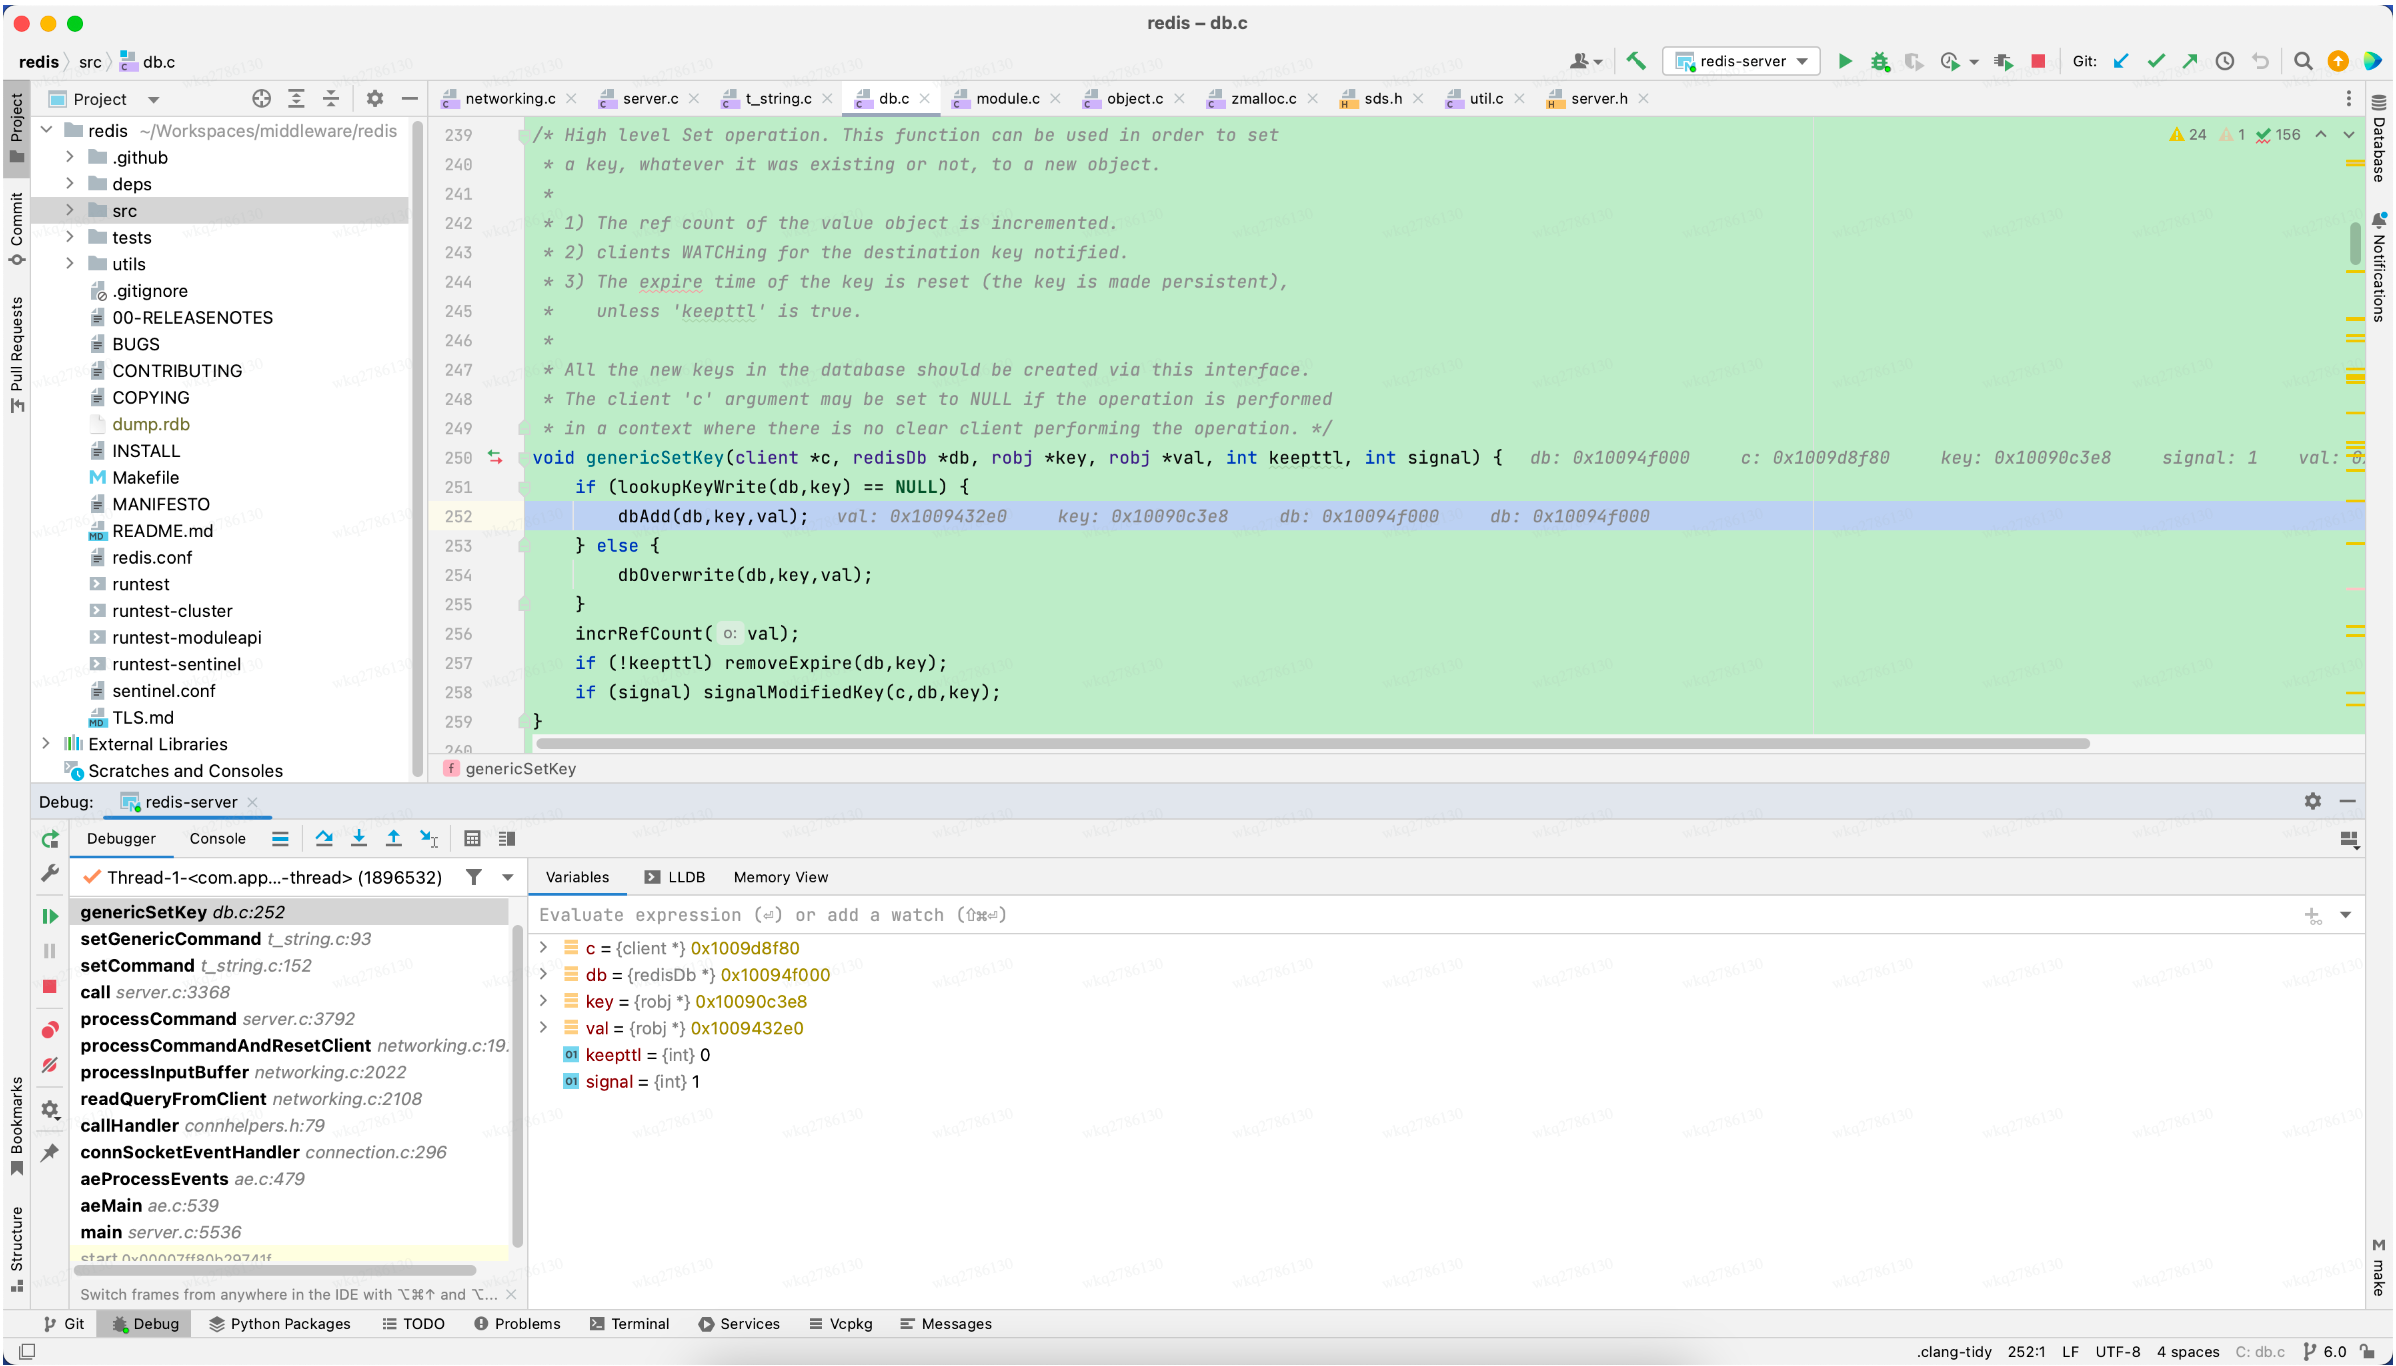 redis – db.c
redis src db.c
redis-server Git:
Project
networking.c server.c t_string.c db.c module.c object.c zmalloc.c sds.h util.c server.h
redis ~/Workspaces/middleware/redis
.github
deps
src
tests
utils
.gitignore
00-RELEASENOTES
BUGS
CONTRIBUTING
COPYING
dump.rdb
INSTALL
Makefile
MANIFESTO
README.md
redis.conf
runtest
runtest-cluster
runtest-moduleapi
runtest-sentinel
sentinel.conf
TLS.md
External Libraries
Scratches and Consoles
Project
Commit
Pull Requests
Bookmarks
Structure
24 1 156
239 /* High level Set operation. This function can be used in order to set
240 * a key, whatever it was existing or not, to a new object.
241 *
242 * 1) The ref count of the value object is incremented.
243 * 2) clients WATCHing for the destination key notified.
244 * 3) The expire time of the key is reset (the key is made persistent),
245 *    unless 'keepttl' is true.
246 *
247 * All the new keys in the database should be created via this interface.
248 * The client 'c' argument may be set to NULL if the operation is performed
249 * in a context where there is no clear client performing the operation. */
250 void genericSetKey(client *c, redisDb *db, robj *key, robj *val, int keepttl, int signal) { db: 0x10094f000 c: 0x1009d8f80 key: 0x10090c3e8 signal: 1 val: 0
251 if (lookupKeyWrite(db,key) == NULL) {
252 dbAdd(db,key,val); val: 0x1009432e0 key: 0x10090c3e8 db: 0x10094f000 db: 0x10094f000
253 } else {
254 dbOverwrite(db,key,val);
255 }
256 incrRefCount( o: val);
257 if (!keepttl) removeExpire(db,key);
258 if (signal) signalModifiedKey(c,db,key);
259 }
260
genericSetKey
Database
Notifications
make
Debug: redis-server
Debugger Console
Thread-1-<com.app...-thread> (1896532)
genericSetKey db.c:252
setGenericCommand t_string.c:93
setCommand t_string.c:152
call server.c:3368
processCommand server.c:3792
processCommandAndResetClient networking.c:19.
processInputBuffer networking.c:2022
readQueryFromClient networking.c:2108
callHandler connhelpers.h:79
connSocketEventHandler connection.c:296
aeProcessEvents ae.c:479
aeMain ae.c:539
main server.c:5536
start 0x00007ff80b29741f
Switch frames from anywhere in the IDE with ⌥⌘↑ and ⌥...
Variables LLDB Memory View
Evaluate expression (⏎) or add a watch (⇧⌘⏎)
c = {client *} 0x1009d8f80
db = {redisDb *} 0x10094f000
key = {robj *} 0x10090c3e8
val = {robj *} 0x1009432e0
keepttl = {int} 0
signal = {int} 1
Git Debug Python Packages TODO Problems Terminal Services Vcpkg Messages
.clang-tidy 252:1 LF UTF-8 4 spaces C: db.c 6.0
wkq2786130